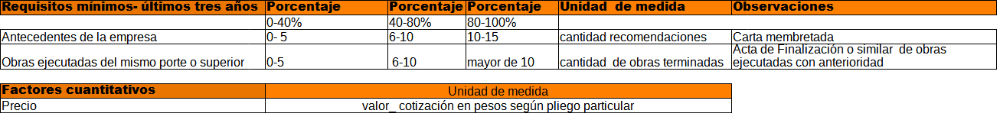 Requisitos mínimos- últimos tres años Porcentaje Porcentaje Porcentaje Unidad de medida Observaciones
0-40% 40-80% 80-100%
Antecedentes de la empresa 0- 5 6-10 10-15 cantidad recomendaciones Carta membretada
Obras ejecutadas del mismo porte o superior 0-5 6-10 mayor de 10 cantidad de obras terminadas Acta de Finalización o similar de obras
ejecutadas con anterioridad
Factores cuantitativos Unidad de medida
Precio valor_ cotización en pesos según pliego particular